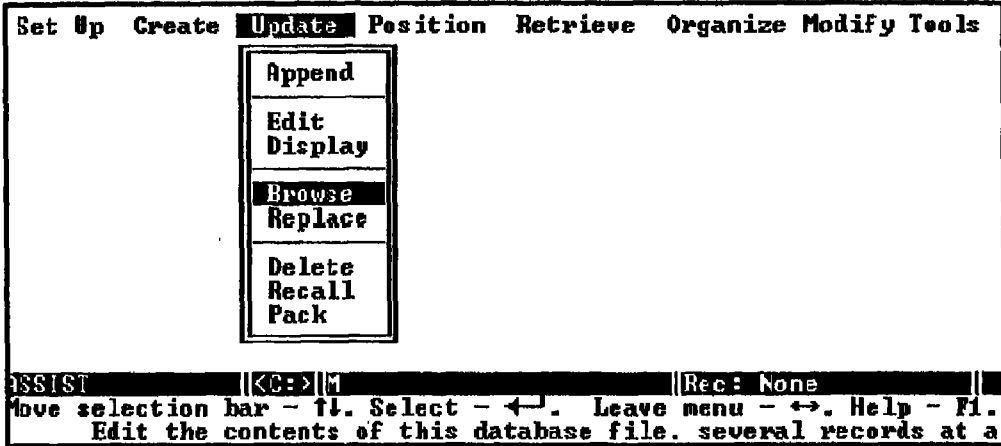 Set Up Create Update Position Retrieve Organize Modify Tools
Append
Edit
Display
Browse
Replace
Delete
Recall
Pack
ASSIST <C:> M Rec: None
Move selection bar - ↑↓. Select - ←┘. Leave menu - ↔. Help - F1.
Edit the contents of this database file. several records at a